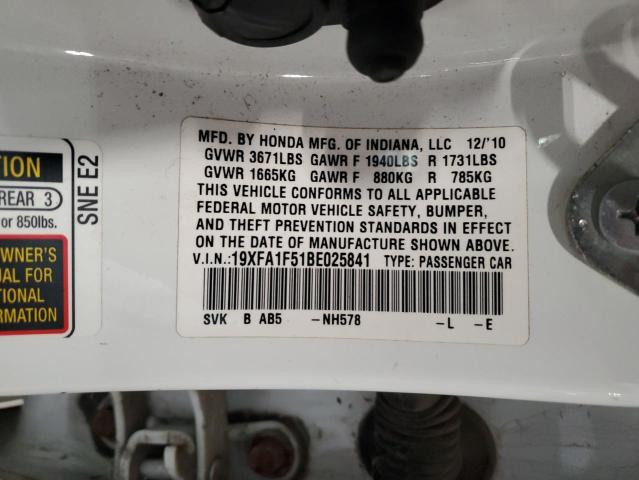 MFD. BY HONDA MFG. OF INDIANA, LLC 12/'10
GVWR 3671LBS GAWR F 1940LBS R 1731LBS
GVWR 1665KG GAWR F 880KG R 785KG
THIS VEHICLE CONFORMS TO ALL APPLICABLE
FEDERAL MOTOR VEHICLE SAFETY, BUMPER,
AND THEFT PREVENTION STANDARDS IN EFFECT
ON THE DATE OF MANUFACTURE SHOWN ABOVE.
V.I.N.:19XFA1F51BE025841 TYPE: PASSENGER CAR
SVK B AB5 -NH578 -L -E
TION
REAR 3
or 850lbs.
WNER'S
UAL FOR
TIONAL
RMATION
SNE E2